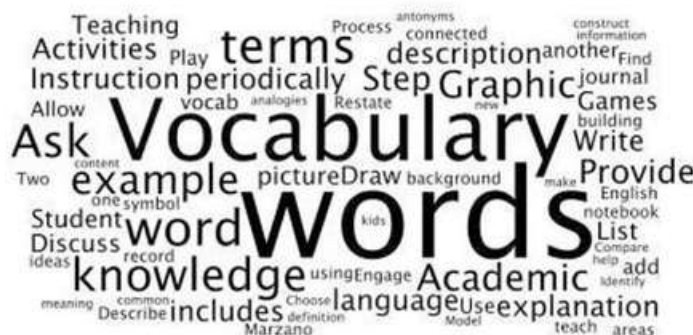 Teaching Process antonyms construct
Activities Play terms connected description another information Find
Instruction periodically Step Graphic journal
Allow vocab analogies Restate new Games
Ask Vocabulary building Write
Two content example picture Draw background make Provide
one symbol English
Student word words kids notebook
Discuss List Compare
ideas record knowledge using Engage Academic help add Identify
meaning common Describe includes Choose definition language Use explanation
Marzano Model teach areas